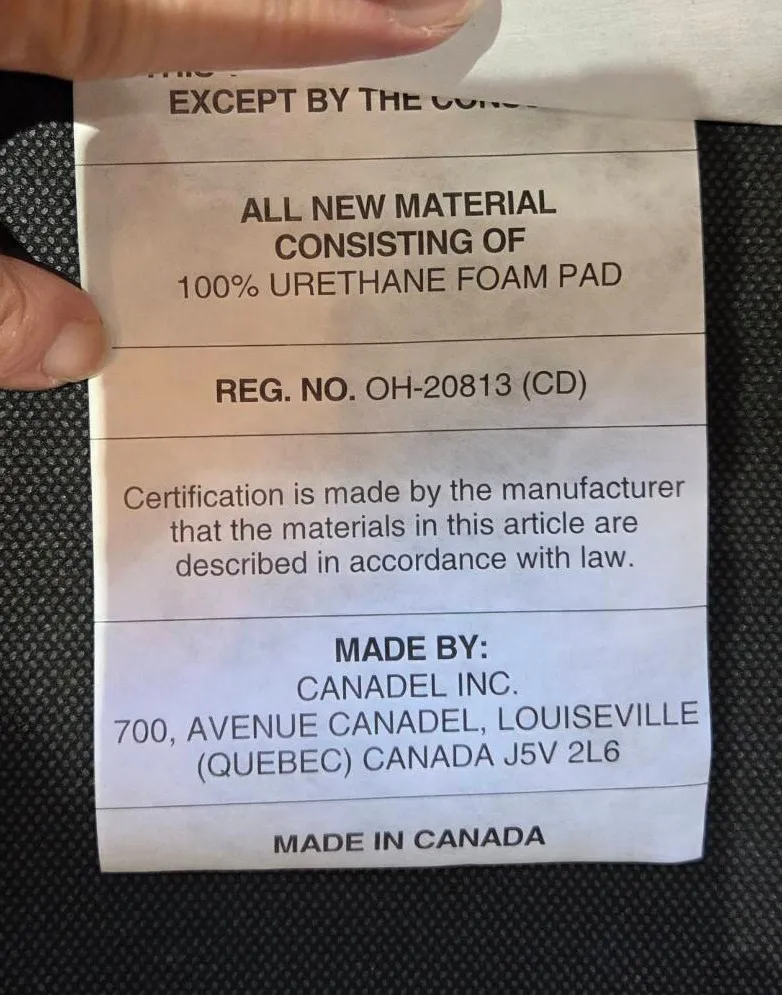 EXCEPT BY THE
ALL NEW MATERIAL
CONSISTING OF
100% URETHANE FOAM PAD
REG. NO. OH-20813 (CD)
Certification is made by the manufacturer
that the materials in this article are
described in accordance with law.
MADE BY:
CANADEL INC.
700, AVENUE CANADEL, LOUISEVILLE
(QUEBEC) CANADA J5V 2L6
MADE IN CANADA